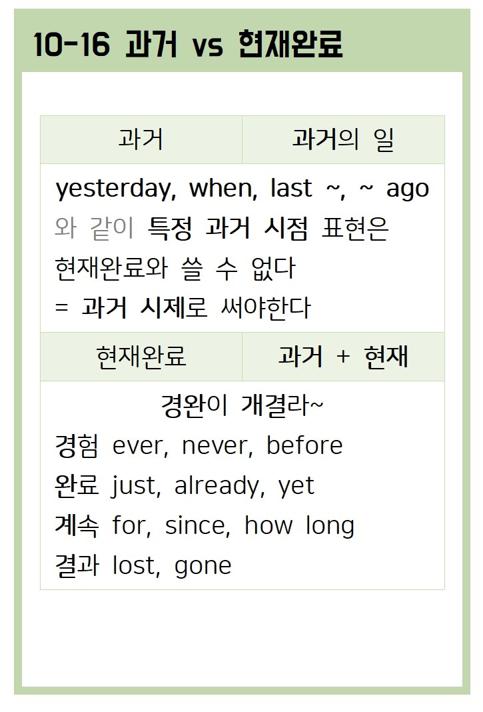 10-16 과거 vs 현재완료
과거 과거의 일
yesterday, when, last ~, ~ ago
와 같이 특정 과거 시점 표현은
현재완료와 쓸 수 없다
= 과거 시제로 써야한다
현재완료 과거 + 현재
경완이 개결라~
경험 ever, never, before
완료 just, already, yet
계속 for, since, how long
결과 lost, gone